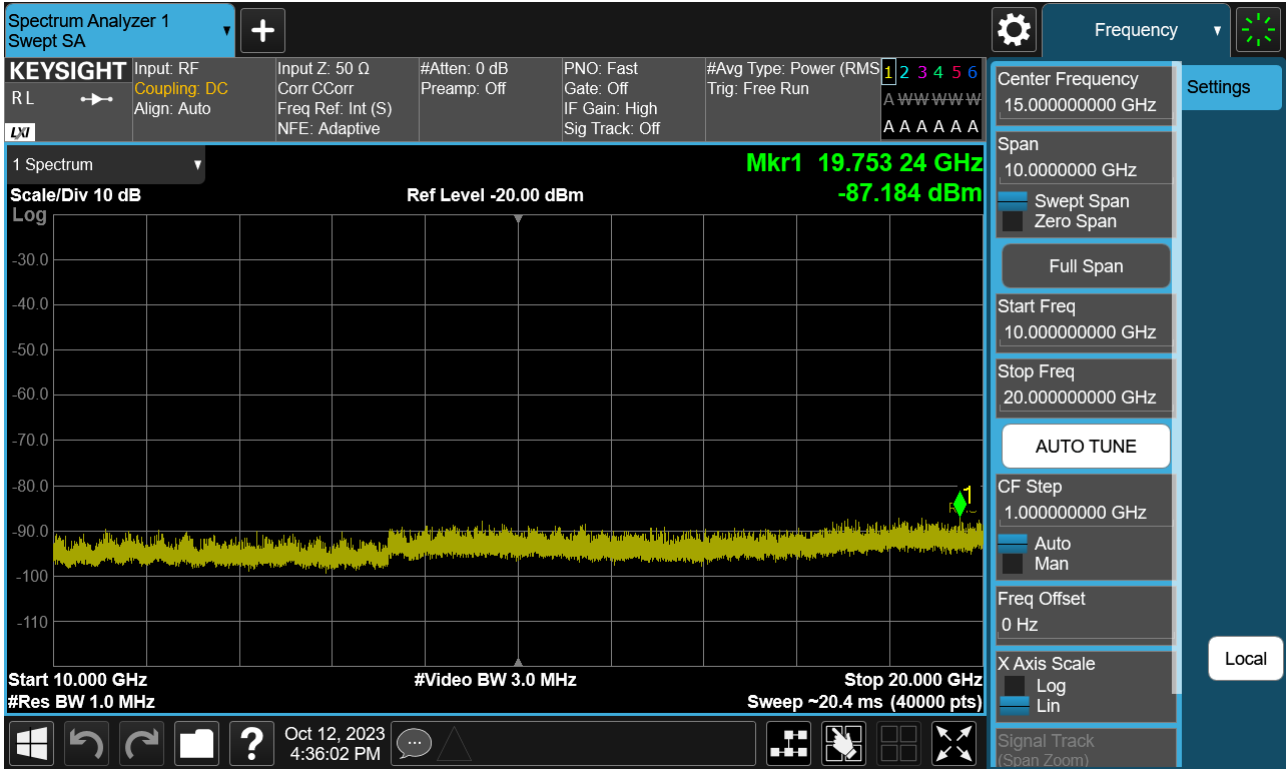 Spectrum Analyzer 1
Swept SA
Frequency
KEYSIGHT
R L
LXI
Input: RF
Coupling: DC
Align: Auto
Input Z: 50 Ω
Corr CCorr
Freq Ref: Int (S)
NFE: Adaptive
#Atten: 0 dB
Preamp: Off
PNO: Fast
Gate: Off
IF Gain: High
Sig Track: Off
#Avg Type: Power (RMS
Trig: Free Run
1 2 3 4 5 6
A W W W W W
A A A A A A
1 Spectrum
Mkr1 19.753 24 GHz
Scale/Div 10 dB
Ref Level -20.00 dBm
-87.184 dBm
Log
-30.0
-40.0
-50.0
-60.0
-70.0
-80.0
1
-90.0
-100
-110
Start 10.000 GHz
#Video BW 3.0 MHz
Stop 20.000 GHz
#Res BW 1.0 MHz
Sweep ~20.4 ms (40000 pts)
Center Frequency
15.000000000 GHz
Settings
Span
10.0000000 GHz
Swept Span
Zero Span
Full Span
Start Freq
10.000000000 GHz
Stop Freq
20.000000000 GHz
AUTO TUNE
CF Step
1.000000000 GHz
Auto
Man
Freq Offset
0 Hz
X Axis Scale
Log
Lin
Local
Signal Track
(Span Zoom)
?
Oct 12, 2023
4:36:02 PM